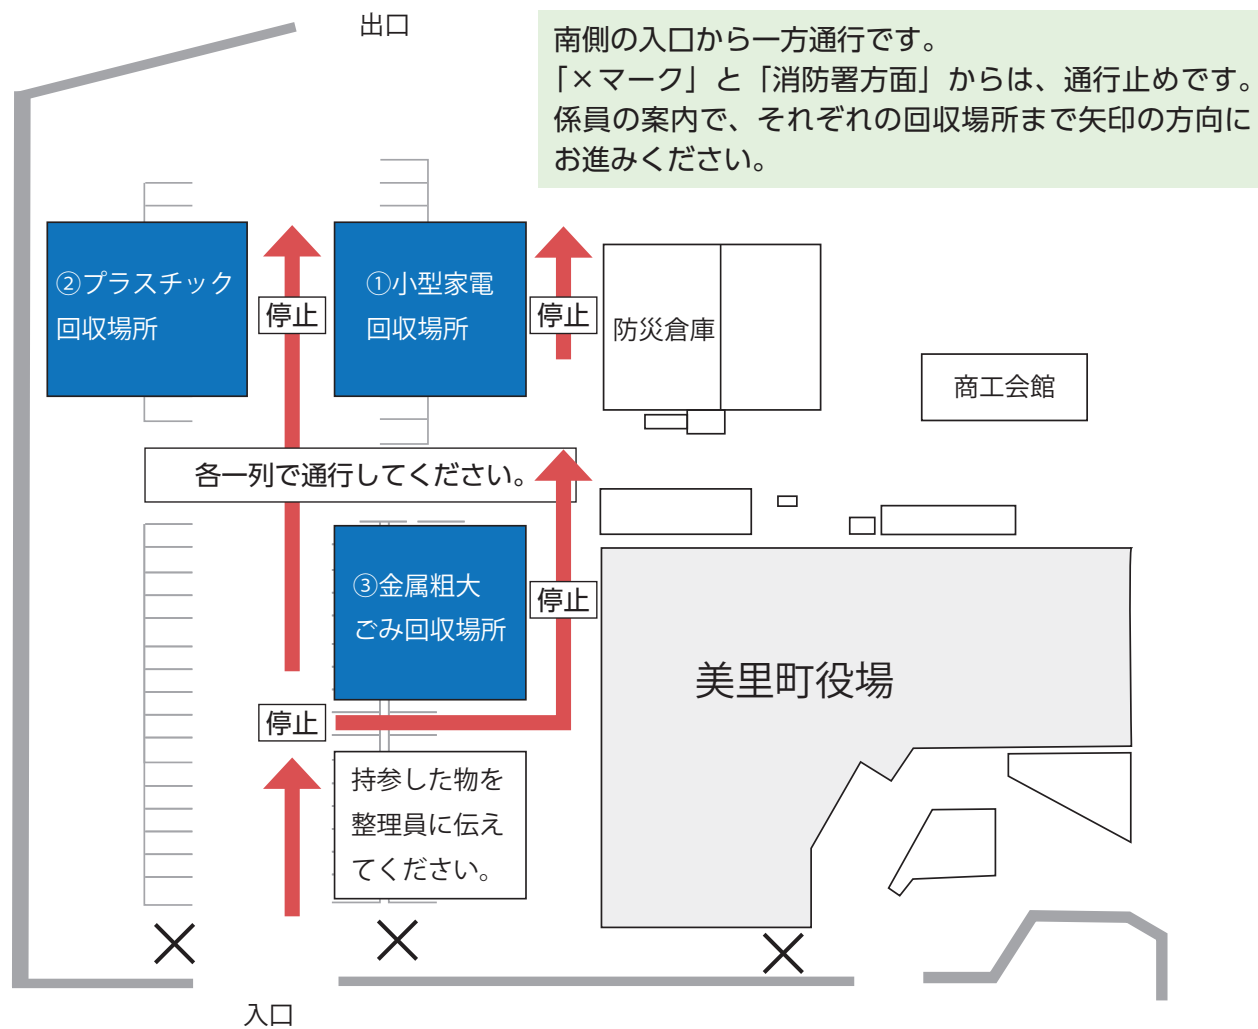 出口
南側の入口から一方通行です。
「×マーク」と「消防署方面」からは、通行止めです。
係員の案内で、それぞれの回収場所まで矢印の方向に
お進みください。
②プラスチック
回収場所
停止
①小型家電
回収場所
停止
防災倉庫
商工会館
各一列で通行してください。
③金属粗大
ごみ回収場所
停止
美里町役場
停止
持参した物を
整理員に伝え
てください。
入口